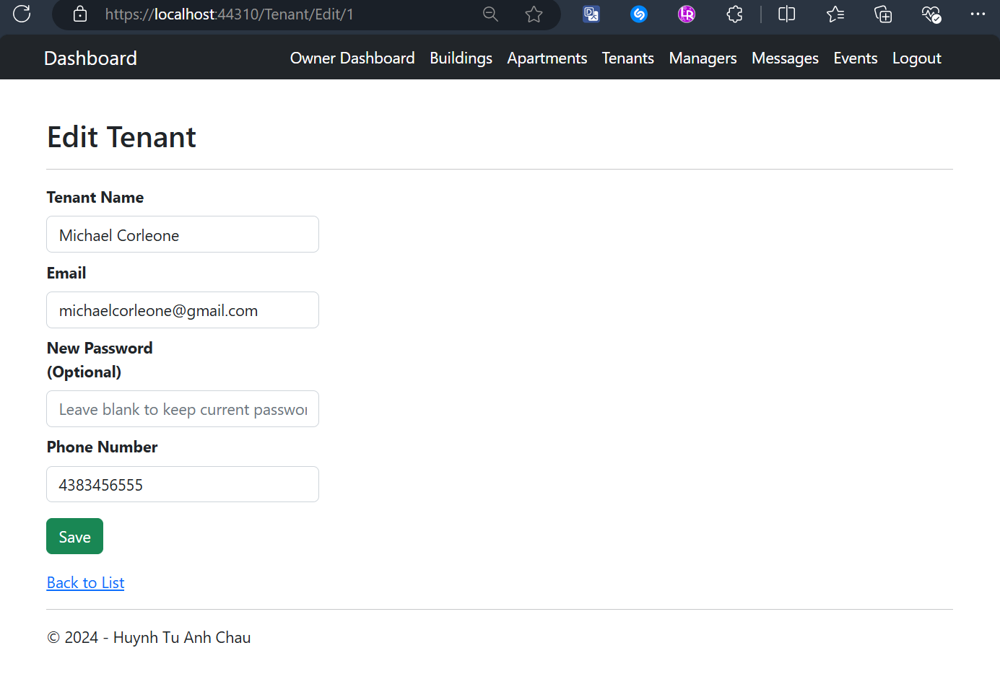 https://localhost:44310/Tenant/Edit/1
Dashboard Owner Dashboard Buildings Apartments Tenants Managers Messages Events Logout
Edit Tenant
Tenant Name
Michael Corleone
Email
michaelcorleone@gmail.com
New Password
(Optional)
Leave blank to keep current passwor
Phone Number
4383456555
Save
Back to List
© 2024 - Huynh Tu Anh Chau